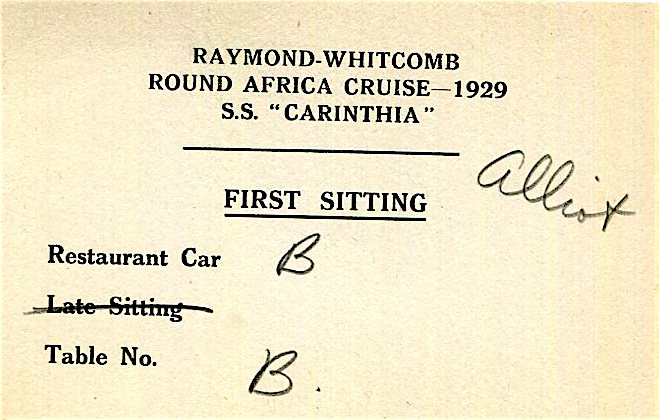 RAYMOND-WHITCOMB
ROUND AFRICA CRUISE—1929
S.S. "CARINTHIA"
Alliot
FIRST SITTING
Restaurant Car B
Late Sitting
Table No. B.